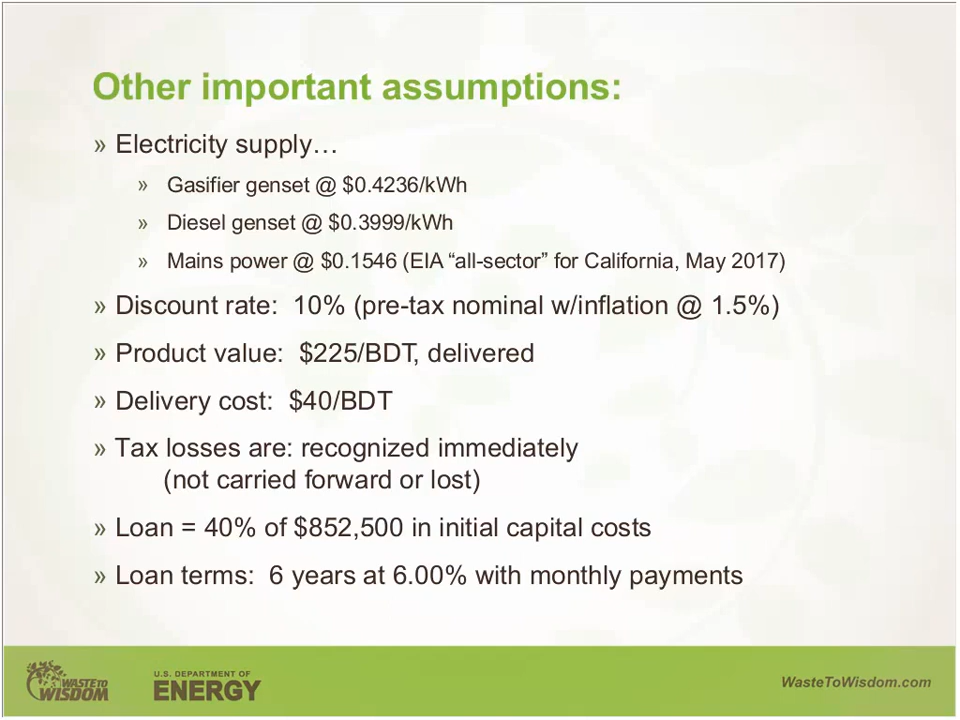 Other important assumptions:
» Electricity supply…
» Gasifier genset @ $0.4236/kWh
» Diesel genset @ $0.3999/kWh
» Mains power @ $0.1546 (EIA “all-sector” for California, May 2017)
» Discount rate:  10% (pre-tax nominal w/inflation @ 1.5%)
» Product value:  $225/BDT, delivered
» Delivery cost:  $40/BDT
» Tax losses are: recognized immediately
(not carried forward or lost)
» Loan = 40% of $852,500 in initial capital costs
» Loan terms:  6 years at 6.00% with monthly payments
WASTE TO
WISDOM
U.S. DEPARTMENT OF
ENERGY
WasteToWisdom.com